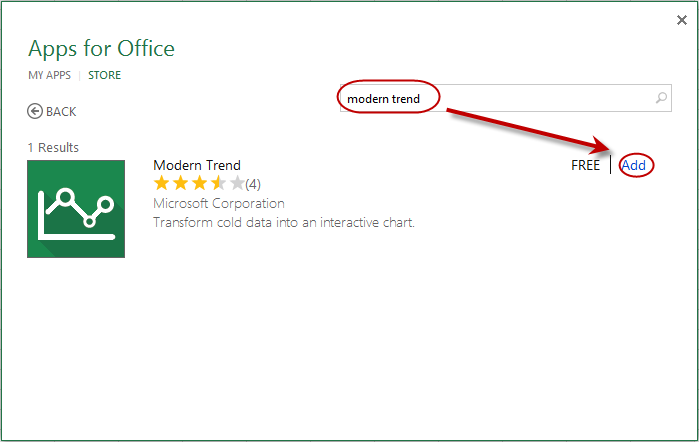 Apps for Office
MY APPS | STORE
modern trend
BACK
1 Results
Modern Trend
FREE | Add
(4)
Microsoft Corporation
Transform cold data into an interactive chart.